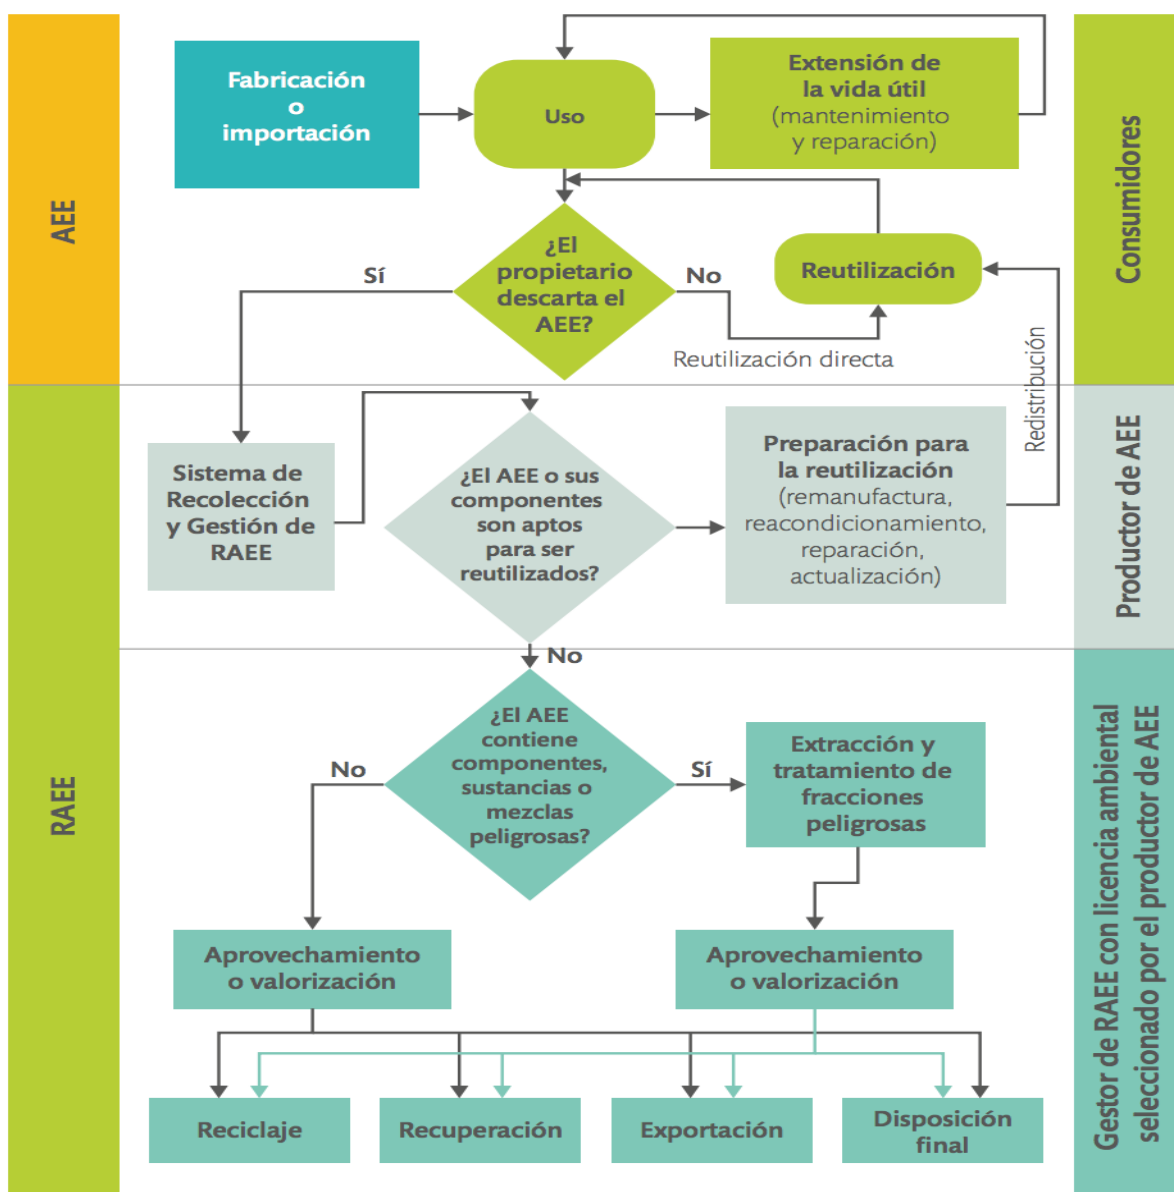 AEE
Fabricación
o
importación
Uso
Extensión de
la vida útil
(mantenimiento
y reparación)
Consumidores
¿El
propietario
descarta el
AEE?
Sí
No
Reutilización
Reutilización directa
Redistribución
RAEE
Sistema de
Recolección
y Gestión de
RAEE
¿El AEE o sus
componentes
son aptos
para ser
reutilizados?
Preparación para
la reutilización
(remanufactura,
reacondicionamiento,
reparación,
actualización)
Productor de AEE
No
¿El AEE
contiene
componentes,
sustancias o
mezclas
peligrosas?
No
Sí
Extracción y
tratamiento de
fracciones
peligrosas
Gestor de RAEE con licencia ambiental
seleccionado por el productor de AEE
Aprovechamiento
o valorización
Aprovechamiento
o valorización
Reciclaje
Recuperación
Exportación
Disposición
final